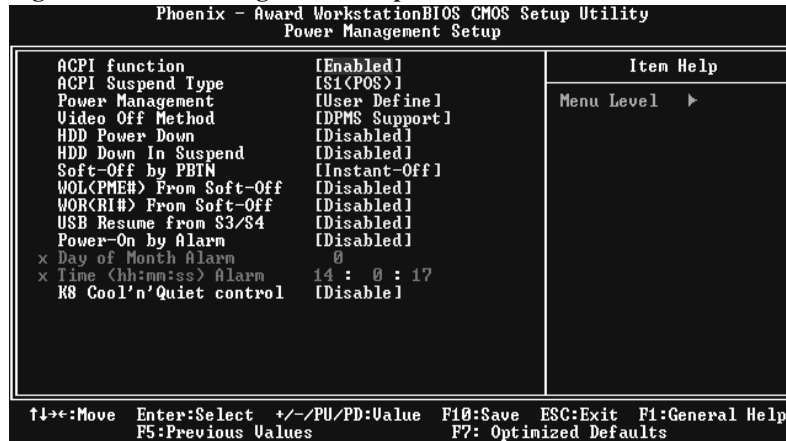 Phoenix - Award WorkstationBIOS CMOS Setup Utility
Power Management Setup
ACPI function [Enabled]
ACPI Suspend Type [S1(POS)]
Power Management [User Define]
Video Off Method [DPMS Support]
HDD Power Down [Disabled]
HDD Down In Suspend [Disabled]
Soft-Off by PBTN [Instant-Off]
WOL(PME#) From Soft-Off [Disabled]
WOR(RI#) From Soft-Off [Disabled]
USB Resume from S3/S4 [Disabled]
Power-On by Alarm [Disabled]
x Day of Month Alarm 0
x Time (hh:mm:ss) Alarm 14 : 0 : 17
K8 Cool'n'Quiet control [Disable]
Item Help
Menu Level ▶
↑↓→←:Move Enter:Select +/-/PU/PD:Value F10:Save ESC:Exit F1:General Help
F5:Previous Values F7: Optimized Defaults